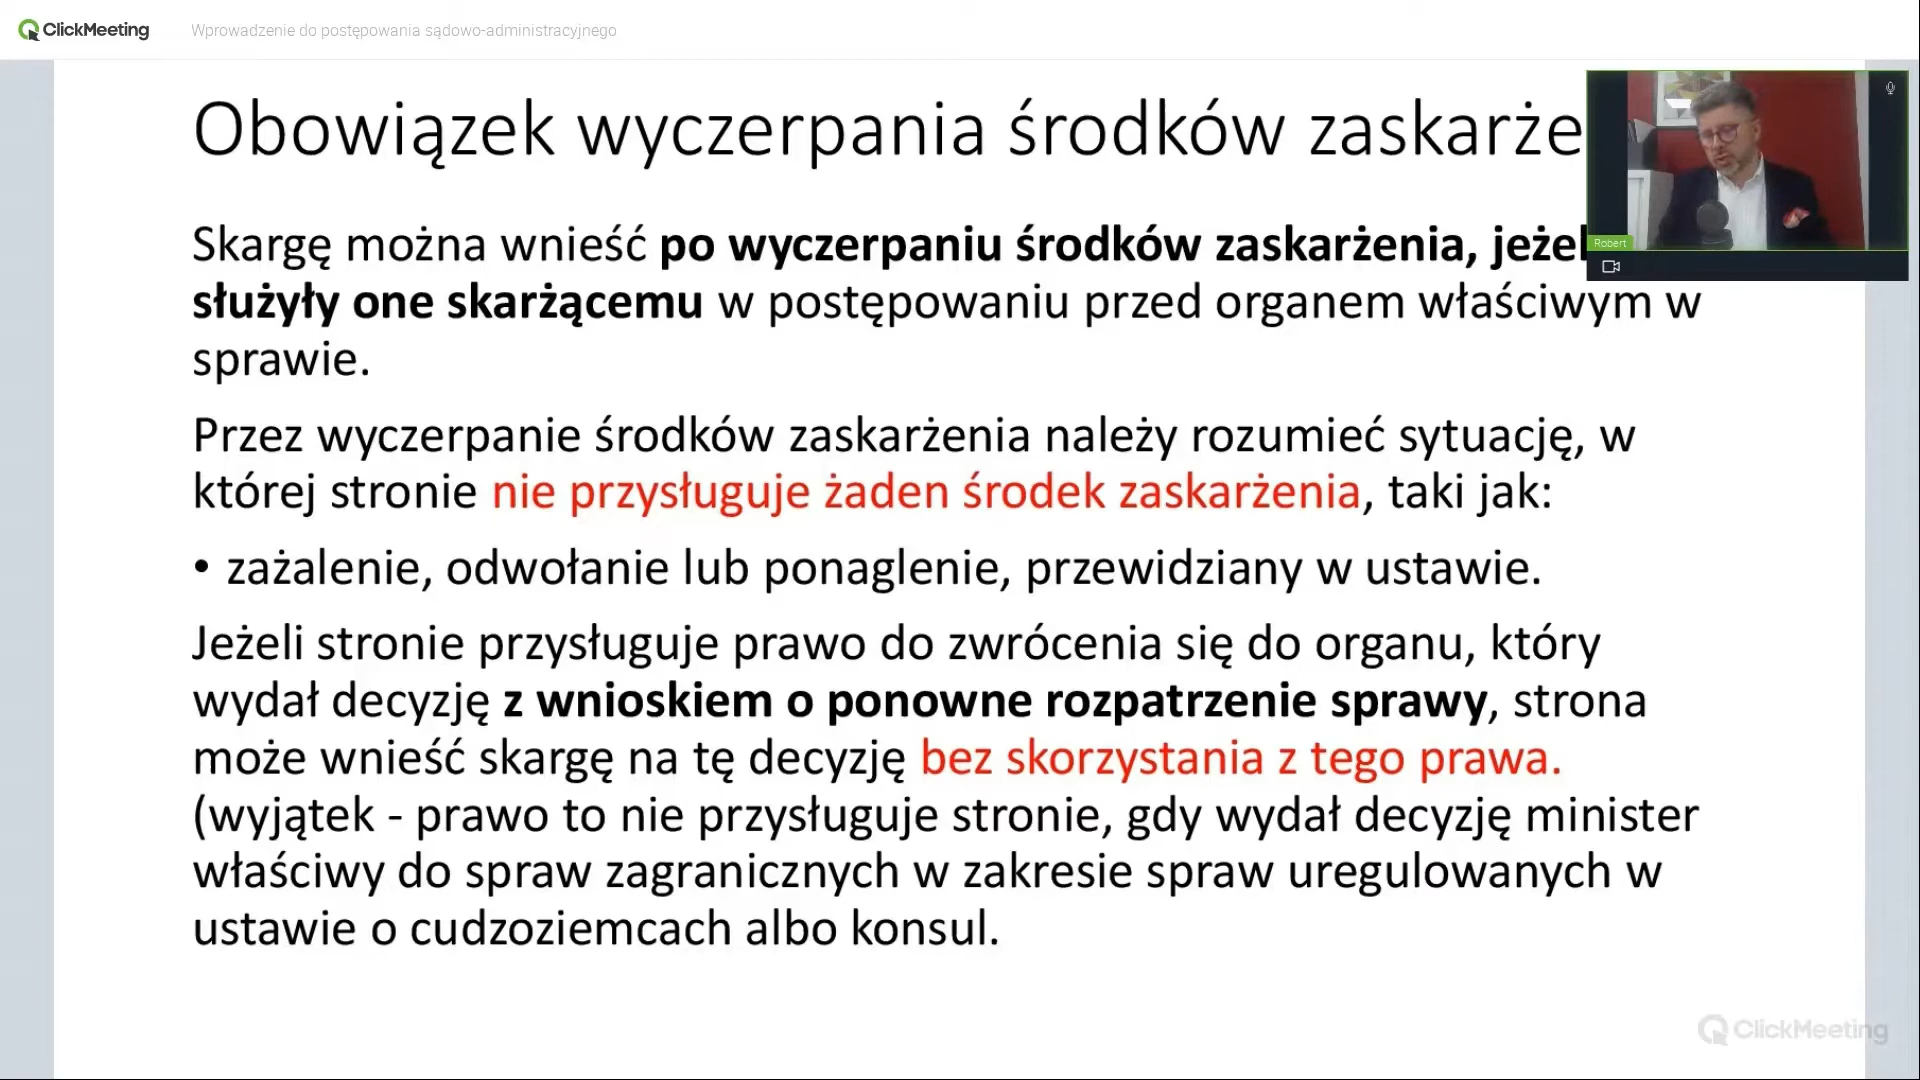 ClickMeeting
Wprowadzenie do postępowania sądowo-administracyjnego
Obowiązek wyczerpania środków zaskarże
Skargę można wnieść po wyczerpaniu środków zaskarżenia, jeżel
służyły one skarżącemu w postępowaniu przed organem właściwym w
sprawie.
Przez wyczerpanie środków zaskarżenia należy rozumieć sytuację, w
której stronie nie przysługuje żaden środek zaskarżenia, taki jak:
• zażalenie, odwołanie lub ponaglenie, przewidziany w ustawie.
Jeżeli stronie przysługuje prawo do zwrócenia się do organu, który
wydał decyzję z wnioskiem o ponowne rozpatrzenie sprawy, strona
może wnieść skargę na tę decyzję bez skorzystania z tego prawa.
(wyjątek - prawo to nie przysługuje stronie, gdy wydał decyzję minister
właściwy do spraw zagranicznych w zakresie spraw uregulowanych w
ustawie o cudzoziemcach albo konsul.
Robert
ClickMeeting